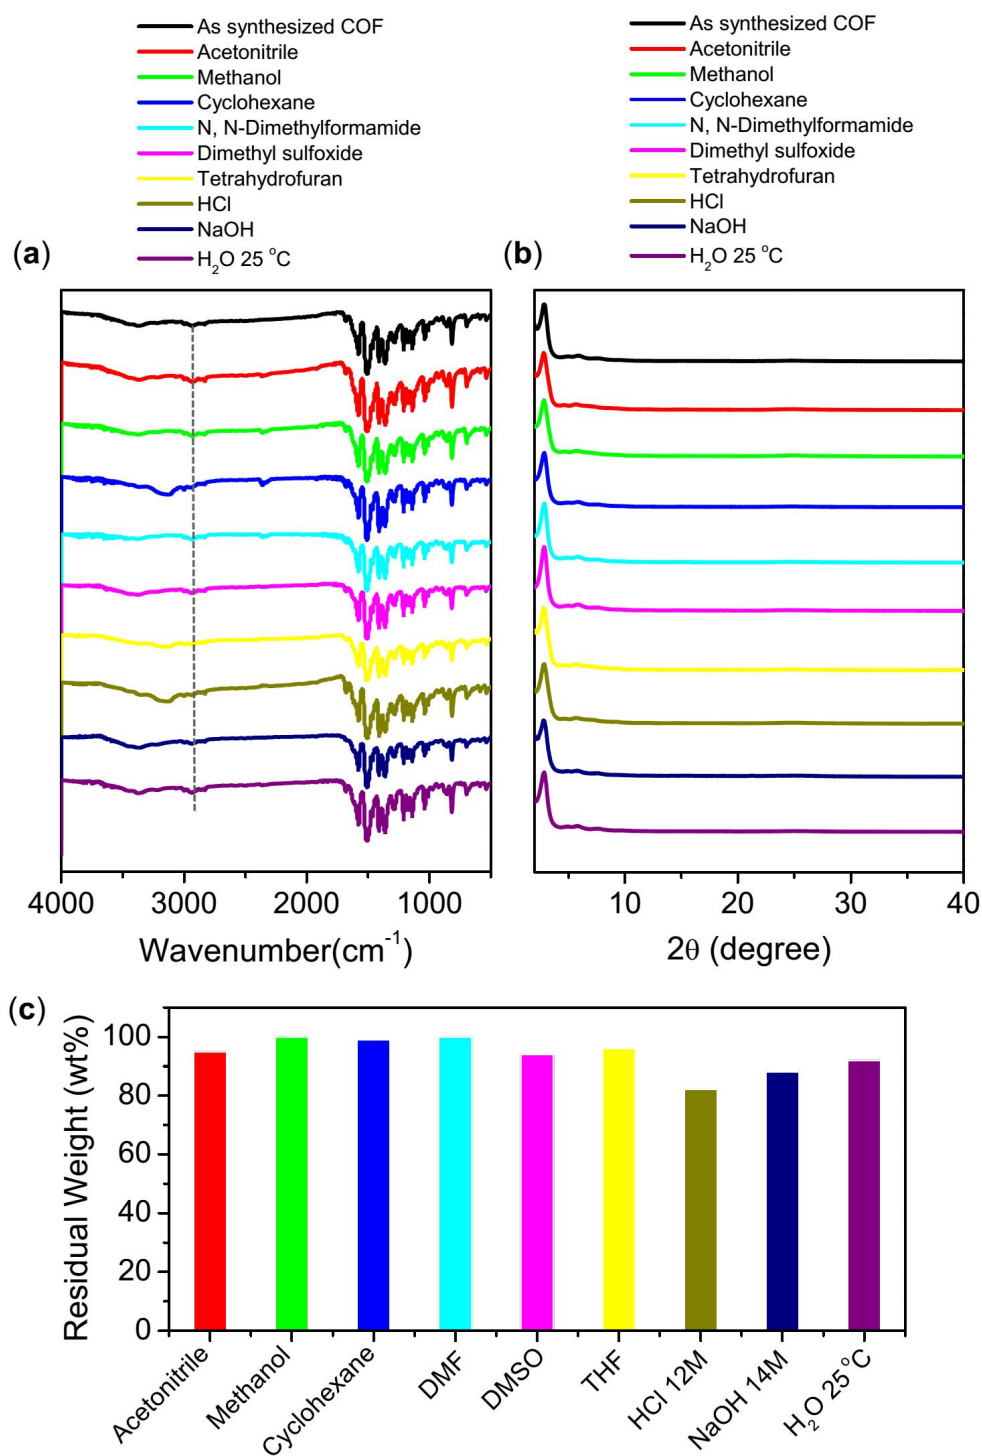 As synthesized COF
Acetonitrile
Methanol
Cyclohexane
N, N-Dimethylformamide
Dimethyl sulfoxide
Tetrahydrofuran
HCl
NaOH
H₂O 25 °C
(a)
4000 3000 2000 1000
Wavenumber(cm⁻¹)
As synthesized COF
Acetonitrile
Methanol
Cyclohexane
N, N-Dimethylformamide
Dimethyl sulfoxide
Tetrahydrofuran
HCl
NaOH
H₂O 25 °C
(b)
10 20 30 40
2θ (degree)
(c)
Residual Weight (wt%)
100
80
60
40
20
0
Acetonitrile
Methanol
Cyclohexane
DMF
DMSO
THF
HCl 12M
NaOH 14M
H₂O 25°C